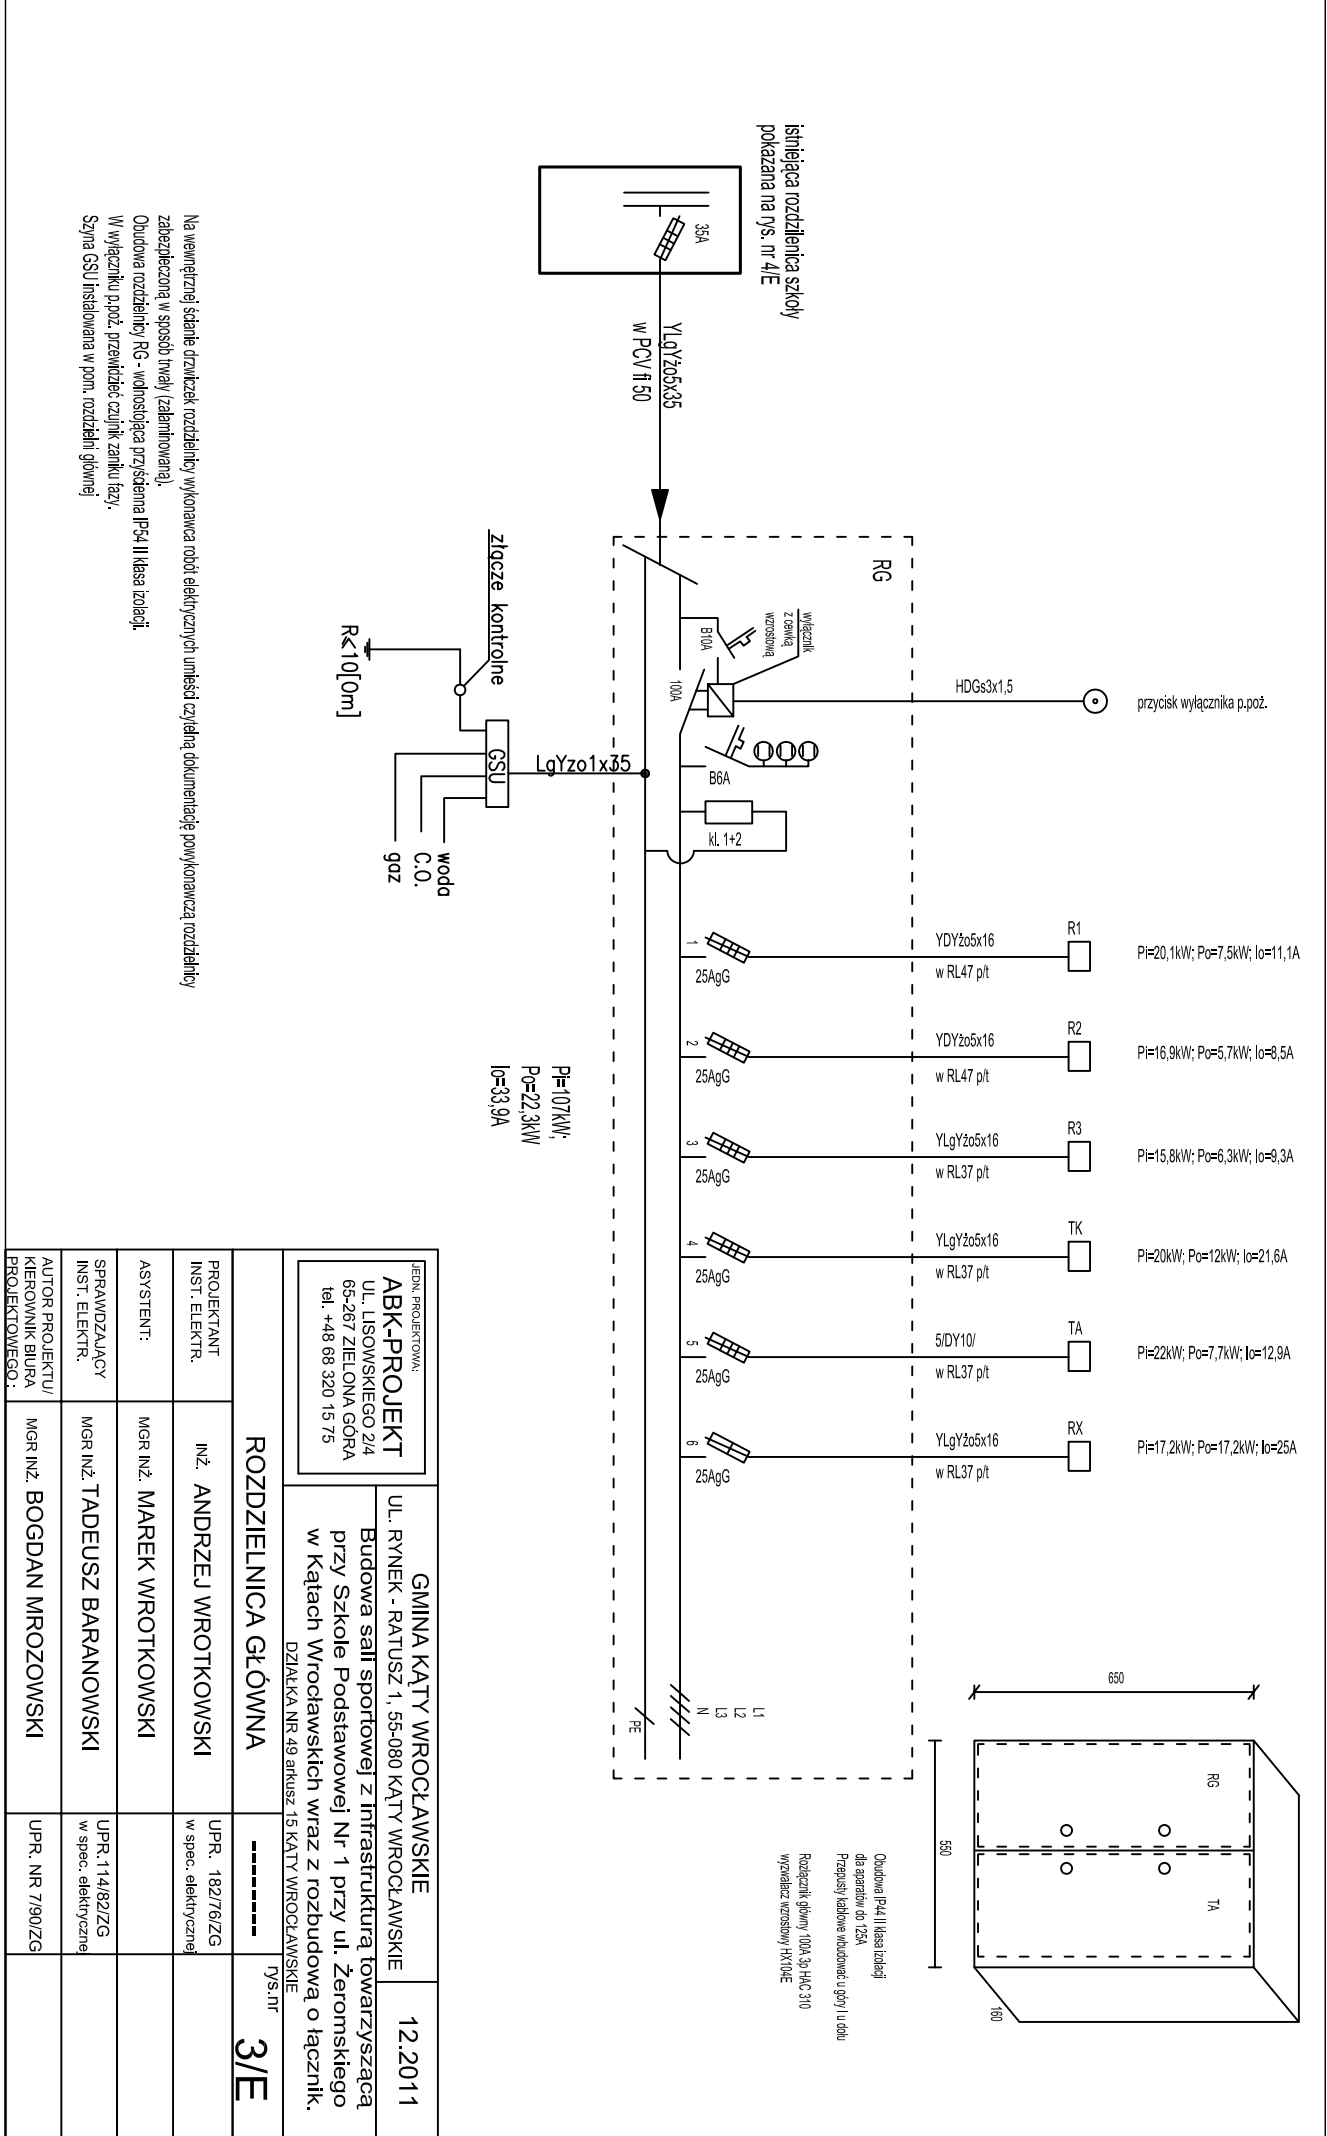 istniejąca rozdzilenica szkoły
pokazana na rys. nr 4/E
35A
YLgYżo5x35
w PCV fi 50
RG
B10A
wyłącznik
z cewką
wzrostową
100A
HDGs3x1,5
przycisk wyłącznika p.poż.
B6A
kl. 1+2
złącze kontrolne
R≤10[Om]
GSU
LgYżo1x35
woda
C.O.
gaz
1
25AgG
YDYżo5x16
w RL47 p/t
R1
Pi=20,1kW; Po=7,5kW; Io=11,1A
2
25AgG
YDYżo5x16
w RL47 p/t
R2
Pi=16,9kW; Po=5,7kW; Io=8,5A
3
25AgG
YLgYżo5x16
w RL37 p/t
R3
Pi=15,8kW; Po=6,3kW; Io=9,3A
4
25AgG
YLgYżo5x16
w RL37 p/t
TK
Pi=20kW; Po=12kW; Io=21,6A
5
25AgG
5/DY10/
w RL37 p/t
TA
Pi=22kW; Po=7,7kW; Io=12,9A
6
25AgG
YLgYżo5x16
w RL37 p/t
RX
Pi=17,2kW; Po=17,2kW; Io=25A
Pi=107kW;
Po=22,3kW
Io=33,9A
L1
L2
L3
N
PE
650
550
160
RG
TA
Obudowa IP44 II klasa izolacji
dla aparatów do 125A
Przepusty kablowe wbudować u góry i u dołu
Rozłącznik główny 100A 3p HAC 310
wyzwalacz wzrostowy HX104E
Na wewnętrznej ścianie drzwiczek rozdzielnicy wykonawca robót elektrycznych umieści czytelną dokumentację powykonawczą rozdzielnicy
zabezpieczoną w sposób trwały (zalaminowaną).
Obudowa rozdzielnicy RG - wolnostojąca przyścienna IP54 II klasa izolacji.
W wyłączniku p.poż. przewidzieć czujnik zaniku fazy.
Szyna GSU instalowana w pom. rozdzielni głównej
JEDN. PROJEKTOWA:
ABK-PROJEKT
UL. LISOWSKIEGO 2/4
65-267 ZIELONA GÓRA
tel. +48 68 320 15 75
GMINA KĄTY WROCŁAWSKIE
UL. RYNEK - RATUSZ 1, 55-080 KĄTY WROCŁAWSKIE
12.2011
Budowa sali sportowej z infrastrukturą towarzyszącą
przy Szkole Podstawowej Nr 1 przy ul. Żeromskiego
w Kątach Wrocławskich wraz z rozbudową o łącznik.
DZIAŁKA NR 49 arkusz 15 KĄTY WROCŁAWSKIE
ROZDZIELNICA GŁÓWNA
--------
rys.nr
3/E
PROJEKTANT
INST. ELEKTR.
INŻ. ANDRZEJ WROTKOWSKI
UPR. 182/76/ZG
w spec. elektrycznej
ASYSTENT:
MGR INŻ. MAREK WROTKOWSKI
SPRAWDZAJĄCY
INST. ELEKTR.
MGR INŻ. TADEUSZ BARANOWSKI
UPR.114/82/ZG
w spec. elektrycznej
AUTOR PROJEKTU/
KIEROWNIK BIURA
PROJEKTOWEGO :
MGR INŻ. BOGDAN MROZOWSKI
UPR. NR 7/90/ZG